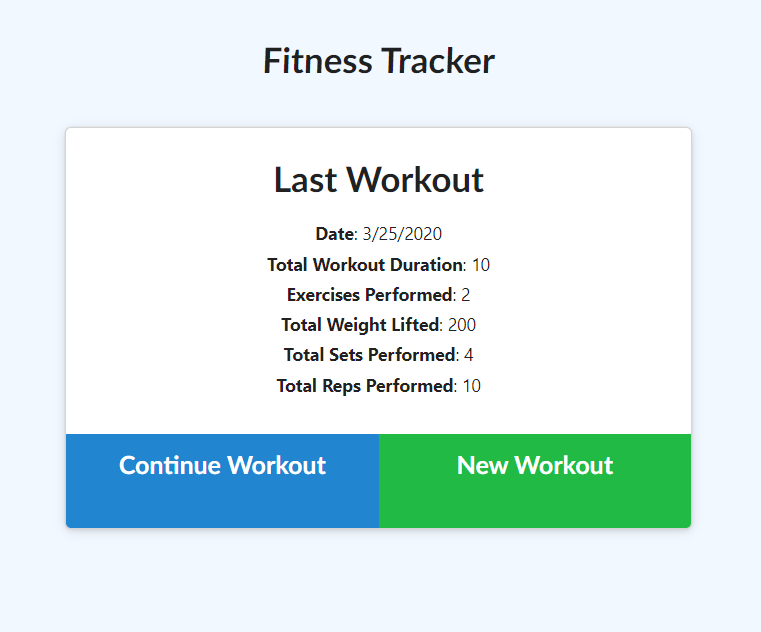 Fitness Tracker
Last Workout
Date: 3/25/2020
Total Workout Duration: 10
Exercises Performed: 2
Total Weight Lifted: 200
Total Sets Performed: 4
Total Reps Performed: 10
Continue Workout
New Workout